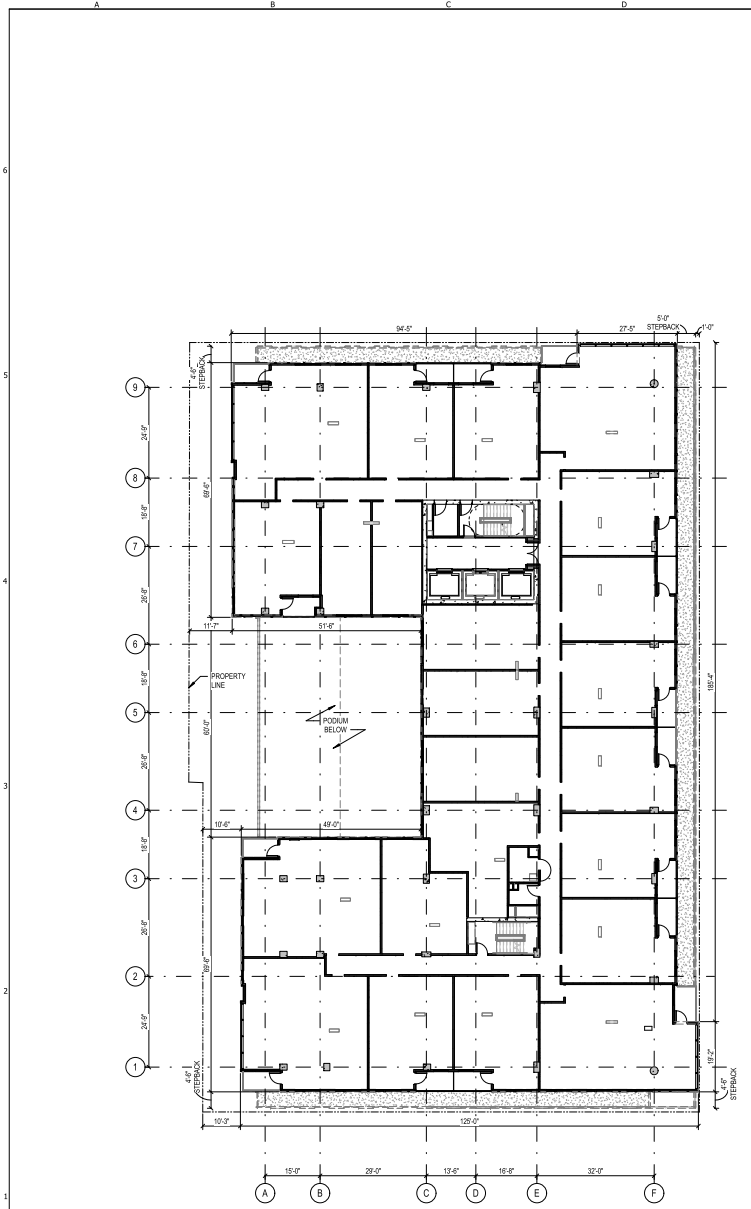 A
B
C
D
6
5
4
3
2
1
94'-5"
27'-5"
5'-0"
STEPBACK
1'-0"
4'-6"
STEPBACK
9
24'-9"
8
69'-6"
18'-8"
7
26'-8"
11'-7"
51'-6"
6
PROPERTY
LINE
18'-8"
185'-4"
5
PODIUM
BELOW
60'-0"
26'-8"
4
10'-6"
49'-0"
18'-8"
3
26'-8"
69'-6"
2
24'-9"
19'-2"
1
4'-6"
STEPBACK
4'-6"
STEPBACK
10'-3"
125'-0"
15'-0"
29'-0"
13'-6"
16'-8"
32'-0"
A
B
C
D
E
F